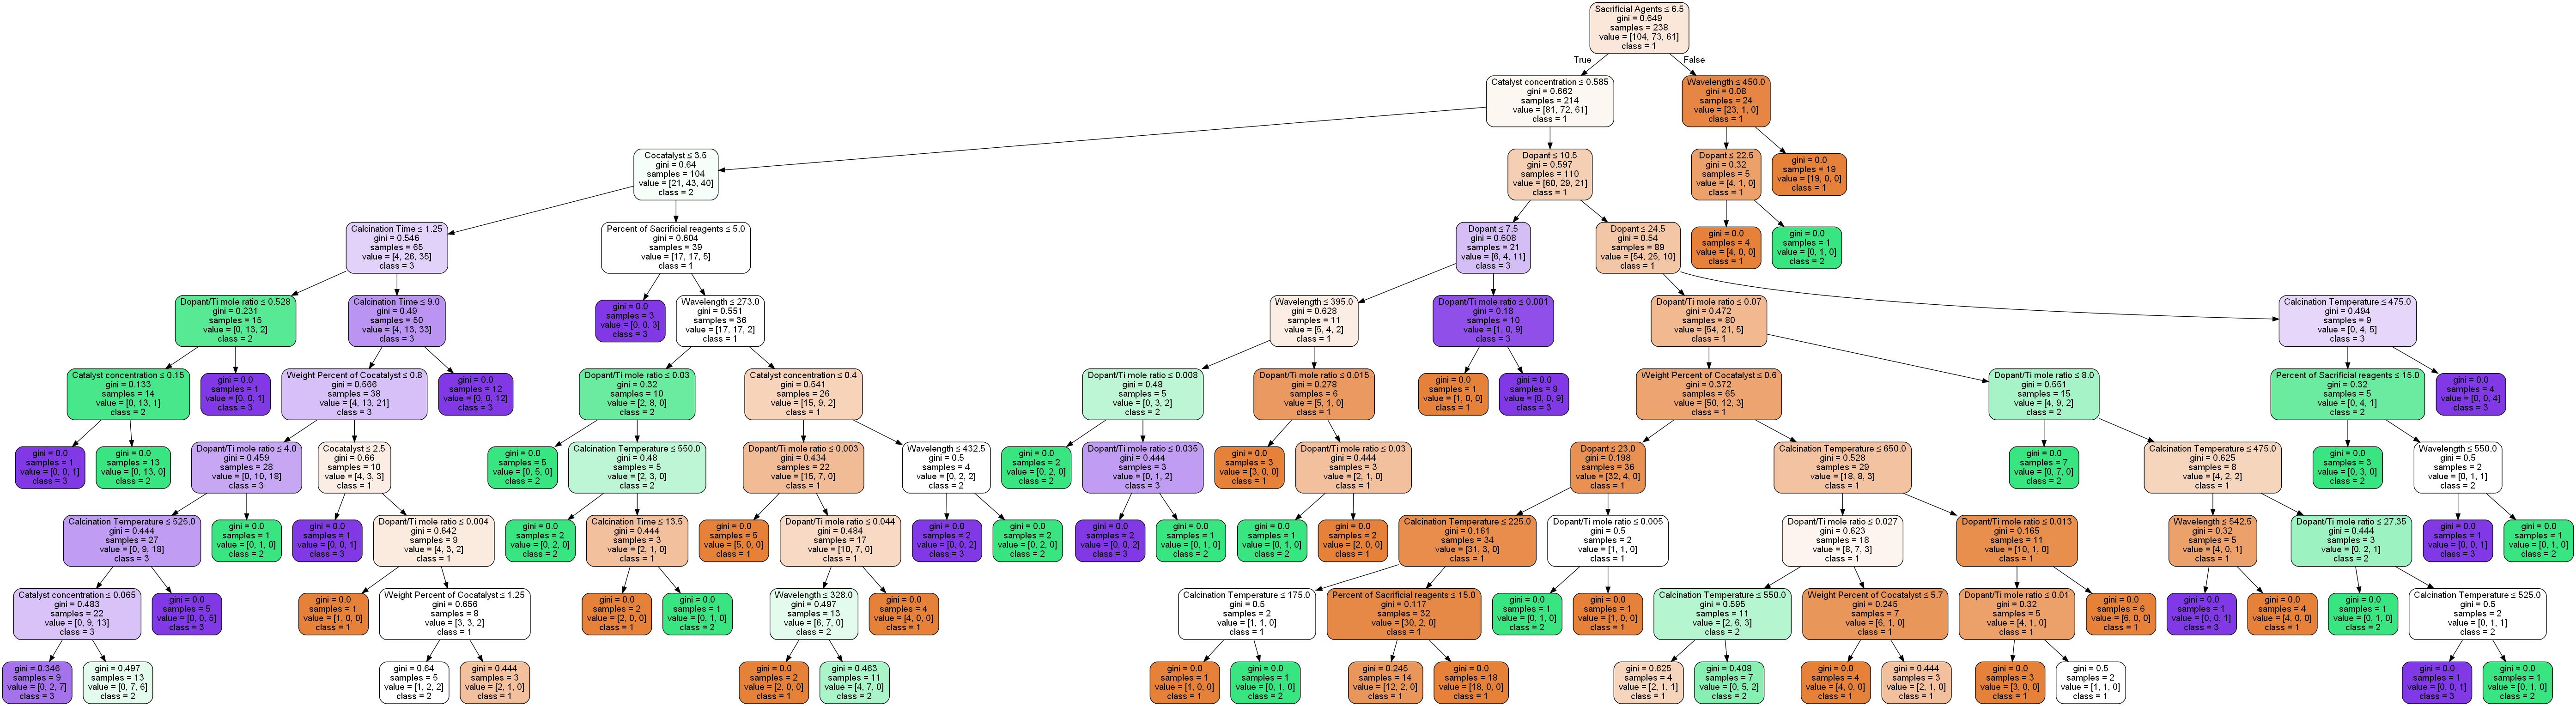 Sacrificial Agents ≤ 6.5
gini = 0.649
samples = 238
value = [104, 73, 61]
class = 1
True
False
Catalyst concentration ≤ 0.585
gini = 0.662
samples = 214
value = [81, 72, 61]
class = 1
Wavelength ≤ 450.0
gini = 0.08
samples = 24
value = [23, 1, 0]
class = 1
Cocatalyst ≤ 3.5
gini = 0.64
samples = 104
value = [21, 43, 40]
class = 2
Dopant ≤ 10.5
gini = 0.597
samples = 110
value = [60, 29, 21]
class = 1
Dopant ≤ 22.5
gini = 0.32
samples = 5
value = [4, 1, 0]
class = 1
gini = 0.0
samples = 19
value = [19, 0, 0]
class = 1
Calcination Time ≤ 1.25
gini = 0.546
samples = 65
value = [4, 26, 35]
class = 3
Percent of Sacrificial reagents ≤ 5.0
gini = 0.604
samples = 39
value = [17, 17, 5]
class = 1
Dopant ≤ 7.5
gini = 0.608
samples = 21
value = [6, 4, 11]
class = 3
Dopant ≤ 24.5
gini = 0.54
samples = 89
value = [54, 25, 10]
class = 1
gini = 0.0
samples = 4
value = [4, 0, 0]
class = 1
gini = 0.0
samples = 1
value = [0, 1, 0]
class = 2
Dopant/Ti mole ratio ≤ 0.528
gini = 0.231
samples = 15
value = [0, 13, 2]
class = 2
Calcination Time ≤ 9.0
gini = 0.49
samples = 50
value = [4, 13, 33]
class = 3
gini = 0.0
samples = 3
value = [0, 0, 3]
class = 3
Wavelength ≤ 273.0
gini = 0.551
samples = 36
value = [17, 17, 2]
class = 1
Wavelength ≤ 395.0
gini = 0.628
samples = 11
value = [5, 4, 2]
class = 1
Dopant/Ti mole ratio ≤ 0.001
gini = 0.18
samples = 10
value = [1, 0, 9]
class = 3
Dopant/Ti mole ratio ≤ 0.07
gini = 0.472
samples = 80
value = [54, 21, 5]
class = 1
Calcination Temperature ≤ 475.0
gini = 0.494
samples = 9
value = [0, 4, 5]
class = 3
Catalyst concentration ≤ 0.15
gini = 0.133
samples = 14
value = [0, 13, 1]
class = 2
gini = 0.0
samples = 1
value = [0, 0, 1]
class = 3
Weight Percent of Cocatalyst ≤ 0.8
gini = 0.566
samples = 38
value = [4, 13, 21]
class = 3
gini = 0.0
samples = 12
value = [0, 0, 12]
class = 3
Dopant/Ti mole ratio ≤ 0.03
gini = 0.32
samples = 10
value = [2, 8, 0]
class = 2
Catalyst concentration ≤ 0.4
gini = 0.541
samples = 26
value = [15, 9, 2]
class = 1
Dopant/Ti mole ratio ≤ 0.008
gini = 0.48
samples = 5
value = [0, 3, 2]
class = 2
Dopant/Ti mole ratio ≤ 0.015
gini = 0.278
samples = 6
value = [5, 1, 0]
class = 1
gini = 0.0
samples = 1
value = [1, 0, 0]
class = 1
gini = 0.0
samples = 9
value = [0, 0, 9]
class = 3
Weight Percent of Cocatalyst ≤ 0.6
gini = 0.372
samples = 65
value = [50, 12, 3]
class = 1
Dopant/Ti mole ratio ≤ 8.0
gini = 0.551
samples = 15
value = [4, 9, 2]
class = 2
Percent of Sacrificial reagents ≤ 15.0
gini = 0.32
samples = 5
value = [0, 4, 1]
class = 2
gini = 0.0
samples = 4
value = [0, 0, 4]
class = 3
gini = 0.0
samples = 1
value = [0, 0, 1]
class = 3
gini = 0.0
samples = 13
value = [0, 13, 0]
class = 2
Dopant/Ti mole ratio ≤ 4.0
gini = 0.459
samples = 28
value = [0, 10, 18]
class = 3
Cocatalyst ≤ 2.5
gini = 0.66
samples = 10
value = [4, 3, 3]
class = 1
gini = 0.0
samples = 5
value = [0, 5, 0]
class = 2
Calcination Temperature ≤ 550.0
gini = 0.48
samples = 5
value = [2, 3, 0]
class = 2
Dopant/Ti mole ratio ≤ 0.003
gini = 0.434
samples = 22
value = [15, 7, 0]
class = 1
Wavelength ≤ 432.5
gini = 0.5
samples = 4
value = [0, 2, 2]
class = 2
gini = 0.0
samples = 2
value = [0, 2, 0]
class = 2
Dopant/Ti mole ratio ≤ 0.035
gini = 0.444
samples = 3
value = [0, 1, 2]
class = 3
gini = 0.0
samples = 3
value = [3, 0, 0]
class = 1
Dopant/Ti mole ratio ≤ 0.03
gini = 0.444
samples = 3
value = [2, 1, 0]
class = 1
Dopant ≤ 23.0
gini = 0.198
samples = 36
value = [32, 4, 0]
class = 1
Calcination Temperature ≤ 650.0
gini = 0.528
samples = 29
value = [18, 8, 3]
class = 1
gini = 0.0
samples = 7
value = [0, 7, 0]
class = 2
Calcination Temperature ≤ 475.0
gini = 0.625
samples = 8
value = [4, 2, 2]
class = 1
gini = 0.0
samples = 3
value = [0, 3, 0]
class = 2
Wavelength ≤ 550.0
gini = 0.5
samples = 2
value = [0, 1, 1]
class = 2
Calcination Temperature ≤ 525.0
gini = 0.444
samples = 27
value = [0, 9, 18]
class = 3
gini = 0.0
samples = 1
value = [0, 1, 0]
class = 2
gini = 0.0
samples = 1
value = [0, 0, 1]
class = 3
Dopant/Ti mole ratio ≤ 0.004
gini = 0.642
samples = 9
value = [4, 3, 2]
class = 1
gini = 0.0
samples = 2
value = [0, 2, 0]
class = 2
Calcination Time ≤ 13.5
gini = 0.444
samples = 3
value = [2, 1, 0]
class = 1
gini = 0.0
samples = 5
value = [5, 0, 0]
class = 1
Dopant/Ti mole ratio ≤ 0.044
gini = 0.484
samples = 17
value = [10, 7, 0]
class = 1
gini = 0.0
samples = 2
value = [0, 0, 2]
class = 3
gini = 0.0
samples = 2
value = [0, 2, 0]
class = 2
gini = 0.0
samples = 2
value = [0, 0, 2]
class = 3
gini = 0.0
samples = 1
value = [0, 1, 0]
class = 2
gini = 0.0
samples = 1
value = [0, 1, 0]
class = 2
gini = 0.0
samples = 2
value = [2, 0, 0]
class = 1
Calcination Temperature ≤ 225.0
gini = 0.161
samples = 34
value = [31, 3, 0]
class = 1
Dopant/Ti mole ratio ≤ 0.005
gini = 0.5
samples = 2
value = [1, 1, 0]
class = 1
Dopant/Ti mole ratio ≤ 0.027
gini = 0.623
samples = 18
value = [8, 7, 3]
class = 1
Dopant/Ti mole ratio ≤ 0.013
gini = 0.165
samples = 11
value = [10, 1, 0]
class = 1
Wavelength ≤ 542.5
gini = 0.32
samples = 5
value = [4, 0, 1]
class = 1
Dopant/Ti mole ratio ≤ 27.35
gini = 0.444
samples = 3
value = [0, 2, 1]
class = 2
gini = 0.0
samples = 1
value = [0, 0, 1]
class = 3
gini = 0.0
samples = 1
value = [0, 1, 0]
class = 2
Catalyst concentration ≤ 0.065
gini = 0.483
samples = 22
value = [0, 9, 13]
class = 3
gini = 0.0
samples = 5
value = [0, 0, 5]
class = 3
gini = 0.0
samples = 1
value = [1, 0, 0]
class = 1
Weight Percent of Cocatalyst ≤ 1.25
gini = 0.656
samples = 8
value = [3, 3, 2]
class = 1
gini = 0.0
samples = 2
value = [2, 0, 0]
class = 1
gini = 0.0
samples = 1
value = [0, 1, 0]
class = 2
Wavelength ≤ 328.0
gini = 0.497
samples = 13
value = [6, 7, 0]
class = 2
gini = 0.0
samples = 4
value = [4, 0, 0]
class = 1
Calcination Temperature ≤ 175.0
gini = 0.5
samples = 2
value = [1, 1, 0]
class = 1
Percent of Sacrificial reagents ≤ 15.0
gini = 0.117
samples = 32
value = [30, 2, 0]
class = 1
gini = 0.0
samples = 1
value = [0, 1, 0]
class = 2
gini = 0.0
samples = 1
value = [1, 0, 0]
class = 1
Calcination Temperature ≤ 550.0
gini = 0.595
samples = 11
value = [2, 6, 3]
class = 2
Weight Percent of Cocatalyst ≤ 5.7
gini = 0.245
samples = 7
value = [6, 1, 0]
class = 1
Dopant/Ti mole ratio ≤ 0.01
gini = 0.32
samples = 5
value = [4, 1, 0]
class = 1
gini = 0.0
samples = 6
value = [6, 0, 0]
class = 1
gini = 0.0
samples = 1
value = [0, 0, 1]
class = 3
gini = 0.0
samples = 4
value = [4, 0, 0]
class = 1
gini = 0.0
samples = 1
value = [0, 1, 0]
class = 2
Calcination Temperature ≤ 525.0
gini = 0.5
samples = 2
value = [0, 1, 1]
class = 2
gini = 0.346
samples = 9
value = [0, 2, 7]
class = 3
gini = 0.497
samples = 13
value = [0, 7, 6]
class = 2
gini = 0.64
samples = 5
value = [1, 2, 2]
class = 2
gini = 0.444
samples = 3
value = [2, 1, 0]
class = 1
gini = 0.0
samples = 2
value = [2, 0, 0]
class = 1
gini = 0.463
samples = 11
value = [4, 7, 0]
class = 2
gini = 0.0
samples = 1
value = [1, 0, 0]
class = 1
gini = 0.0
samples = 1
value = [0, 1, 0]
class = 2
gini = 0.245
samples = 14
value = [12, 2, 0]
class = 1
gini = 0.0
samples = 18
value = [18, 0, 0]
class = 1
gini = 0.625
samples = 4
value = [2, 1, 1]
class = 1
gini = 0.408
samples = 7
value = [0, 5, 2]
class = 2
gini = 0.0
samples = 4
value = [4, 0, 0]
class = 1
gini = 0.444
samples = 3
value = [2, 1, 0]
class = 1
gini = 0.0
samples = 3
value = [3, 0, 0]
class = 1
gini = 0.5
samples = 2
value = [1, 1, 0]
class = 1
gini = 0.0
samples = 1
value = [0, 0, 1]
class = 3
gini = 0.0
samples = 1
value = [0, 1, 0]
class = 2